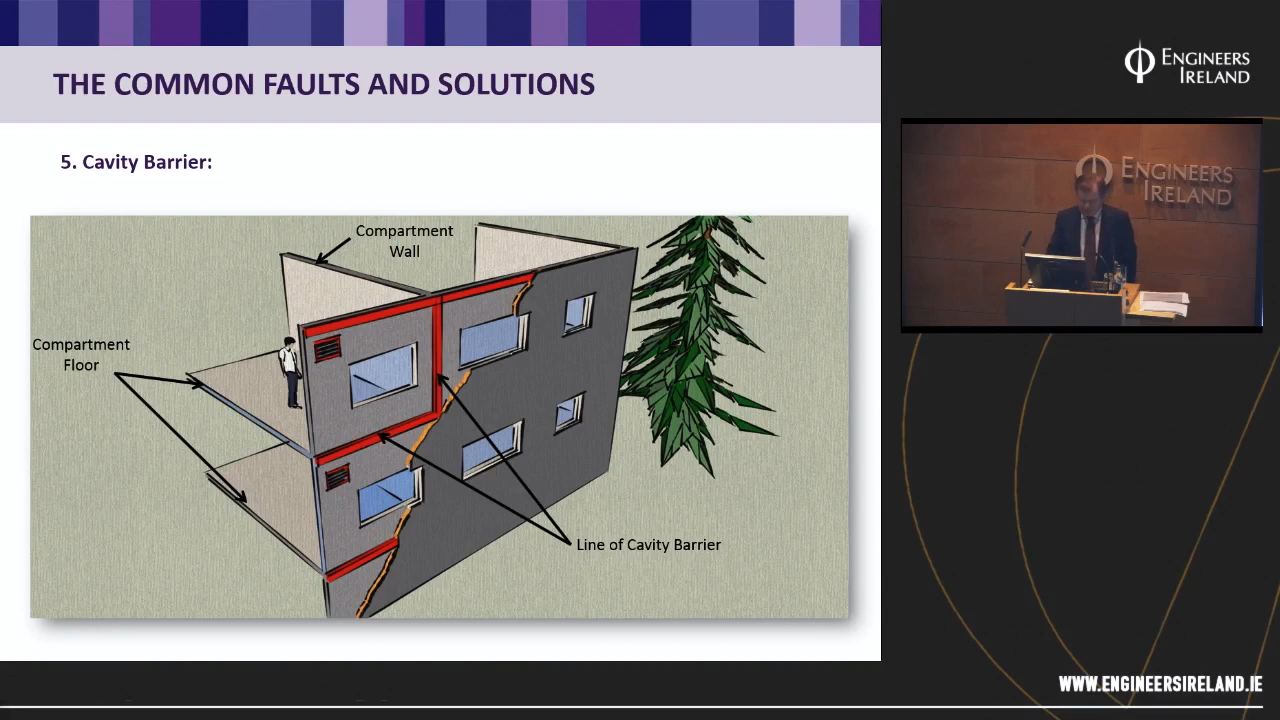 THE COMMON FAULTS AND SOLUTIONS
5. Cavity Barrier:
Compartment
Wall
Compartment
Floor
Line of Cavity Barrier
ENGINEERS
IRELAND
ENGINEERS
IRELAND
WWW.ENGINEERSIRELAND.IE